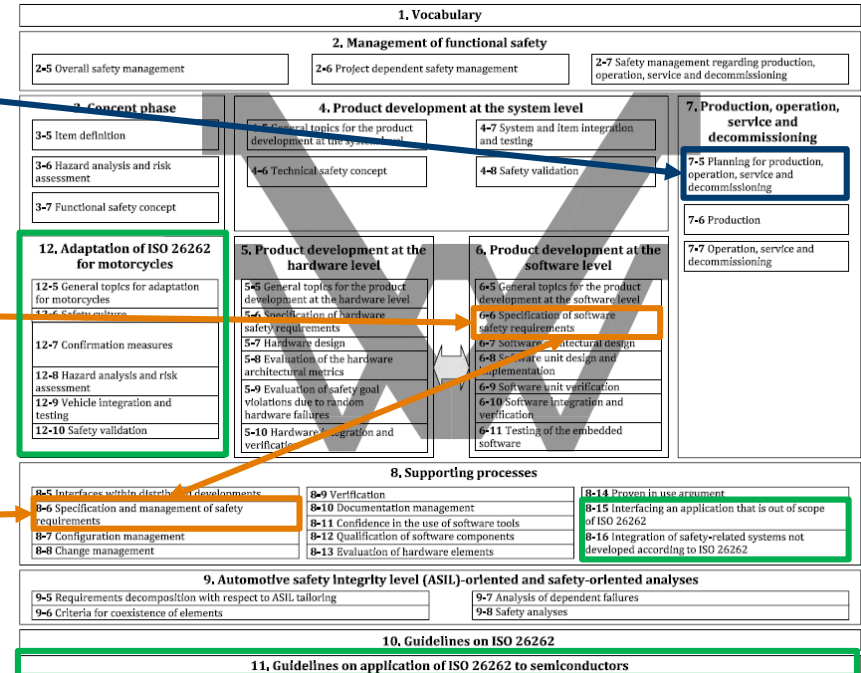 1. Vocabulary
2. Management of functional safety
2-5 Overall safety management
2-6 Project dependent safety management
2-7 Safety management regarding production,
operation, service and decommissioning
3. Concept phase
3-5 Item definition
3-6 Hazard analysis and risk
assessment
3-7 Functional safety concept
4. Product development at the system level
4-5 General topics for the product
development at the system level
4-6 Technical safety concept
4-7 System and item integration
and testing
4-8 Safety validation
7. Production, operation,
service and
decommissioning
7-5 Planning for production,
operation, service and
decommissioning
7-6 Production
7-7 Operation, service and
decommissioning
12. Adaptation of ISO 26262
for motorcycles
12-5 General topics for adaptation
for motorcycles
12-6 Safety culture
12-7 Confirmation measures
12-8 Hazard analysis and risk
assessment
12-9 Vehicle integration and
testing
12-10 Safety validation
5. Product development at the
hardware level
5-5 General topics for the product
development at the hardware level
5-6 Specification of hardware
safety requirements
5-7 Hardware design
5-8 Evaluation of the hardware
architectural metrics
5-9 Evaluation of safety goal
violations due to random
hardware failures
5-10 Hardware integration and
verification
6. Product development at the
software level
6-5 General topics for the product
development at the software level
6-6 Specification of software
safety requirements
6-7 Software architectural design
6-8 Software unit design and
implementation
6-9 Software unit verification
6-10 Software integration and
verification
6-11 Testing of the embedded
software
8. Supporting processes
8-5 Interfaces within distributed developments
8-6 Specification and management of safety
requirements
8-7 Configuration management
8-8 Change management
8-9 Verification
8-10 Documentation management
8-11 Confidence in the use of software tools
8-12 Qualification of software components
8-13 Evaluation of hardware elements
8-14 Proven in use argument
8-15 Interfacing an application that is out of scope
of ISO 26262
8-16 Integration of safety-related systems not
developed according to ISO 26262
9. Automotive safety integrity level (ASIL)-oriented and safety-oriented analyses
9-5 Requirements decomposition with respect to ASIL tailoring
9-6 Criteria for coexistence of elements
9-7 Analysis of dependent failures
9-8 Safety analyses
10. Guidelines on ISO 26262
11. Guidelines on application of ISO 26262 to semiconductors